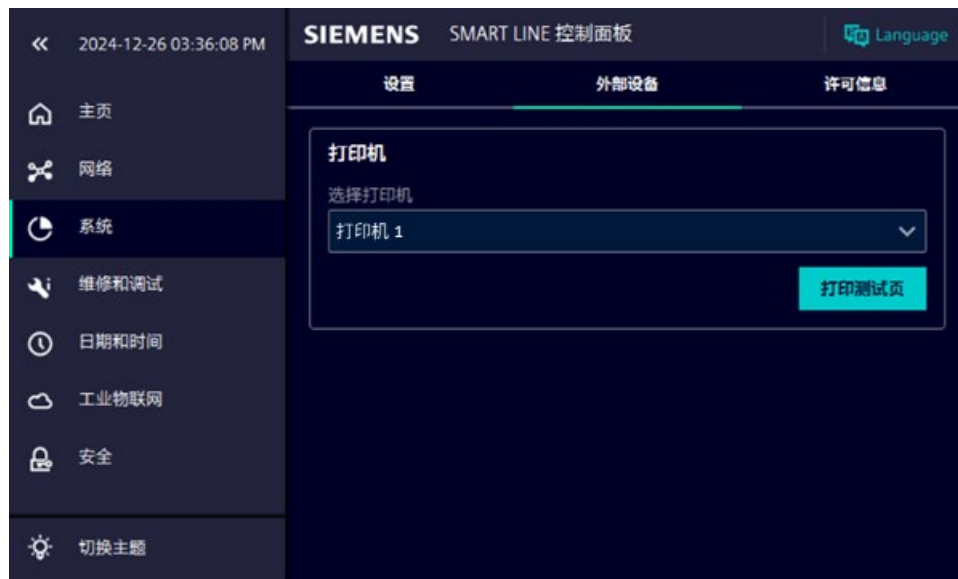 2024-12-26 03:36:08 PM
主页
网络
系统
维修和调试
日期和时间
工业物联网
安全
切换主题
SIEMENS SMART LINE 控制面板 Language
设置 外部设备 许可信息
打印机
选择打印机
打印机 1
打印测试页